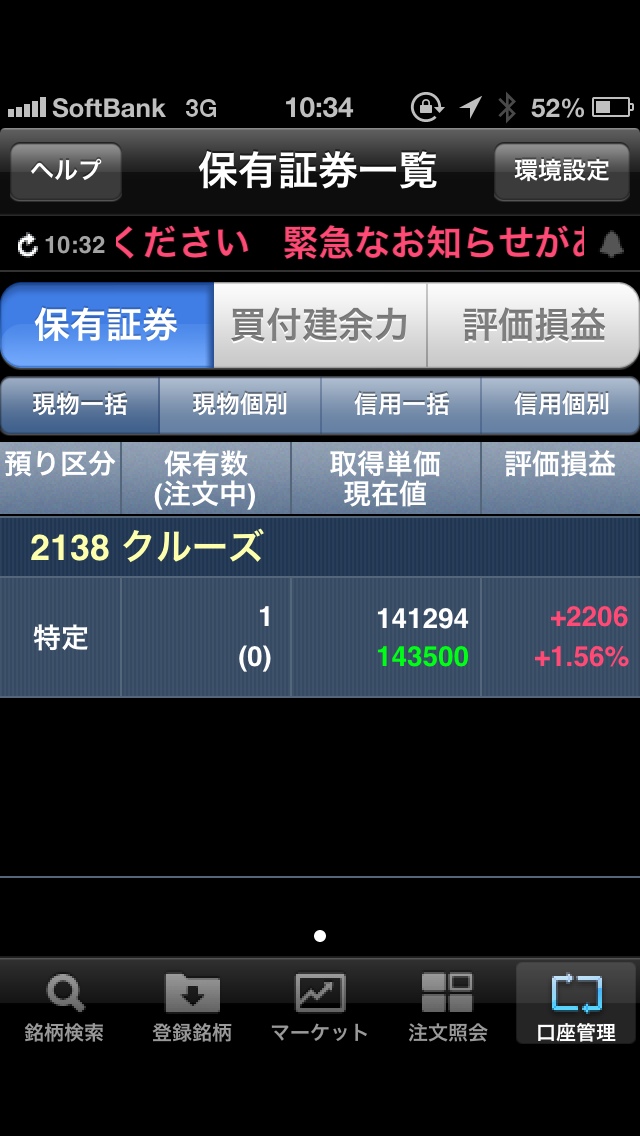 SoftBank 3G 10:34 52%
ヘルプ 保有証券一覧 環境設定
10:32 ください 緊急なお知らせがあ
保有証券 買付建余力 評価損益
現物一括 現物個別 信用一括 信用個別
預り区分 保有数 取得単価 評価損益
(注文中) 現在値
2138 クルーズ
1 141294 +2206
特定
(0) 143500 +1.56%
銘柄検索 登録銘柄 マーケット 注文照会 口座管理